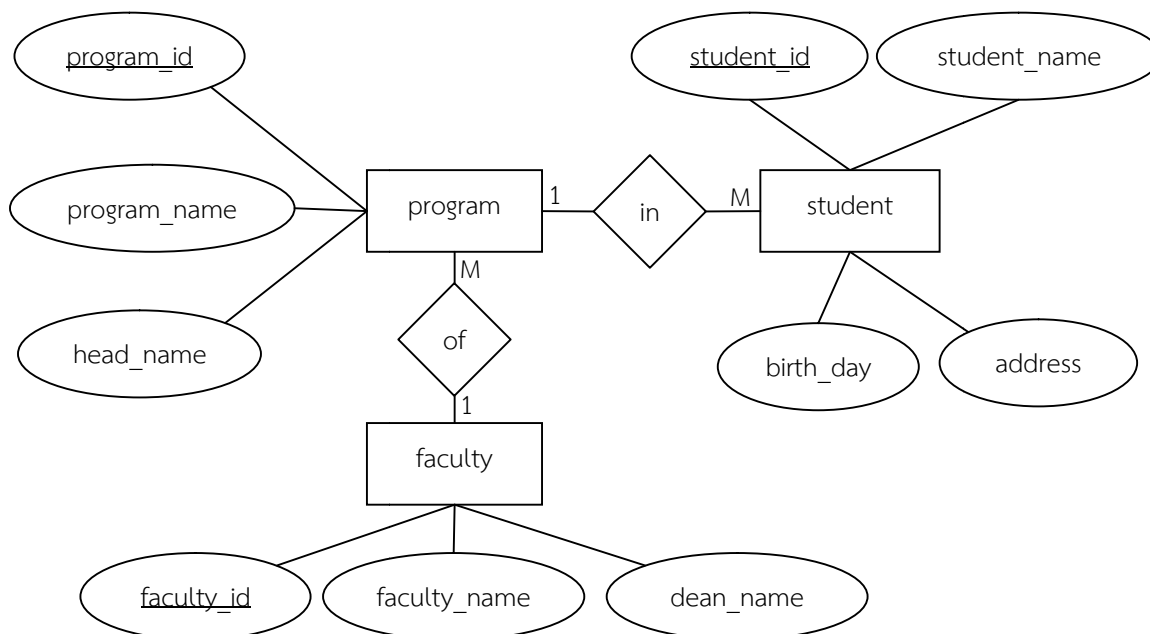 program_id
student_id
student_name
program_name
program
1
in
M
student
M
head_name
of
birth_day
address
1
faculty
faculty_id
faculty_name
dean_name